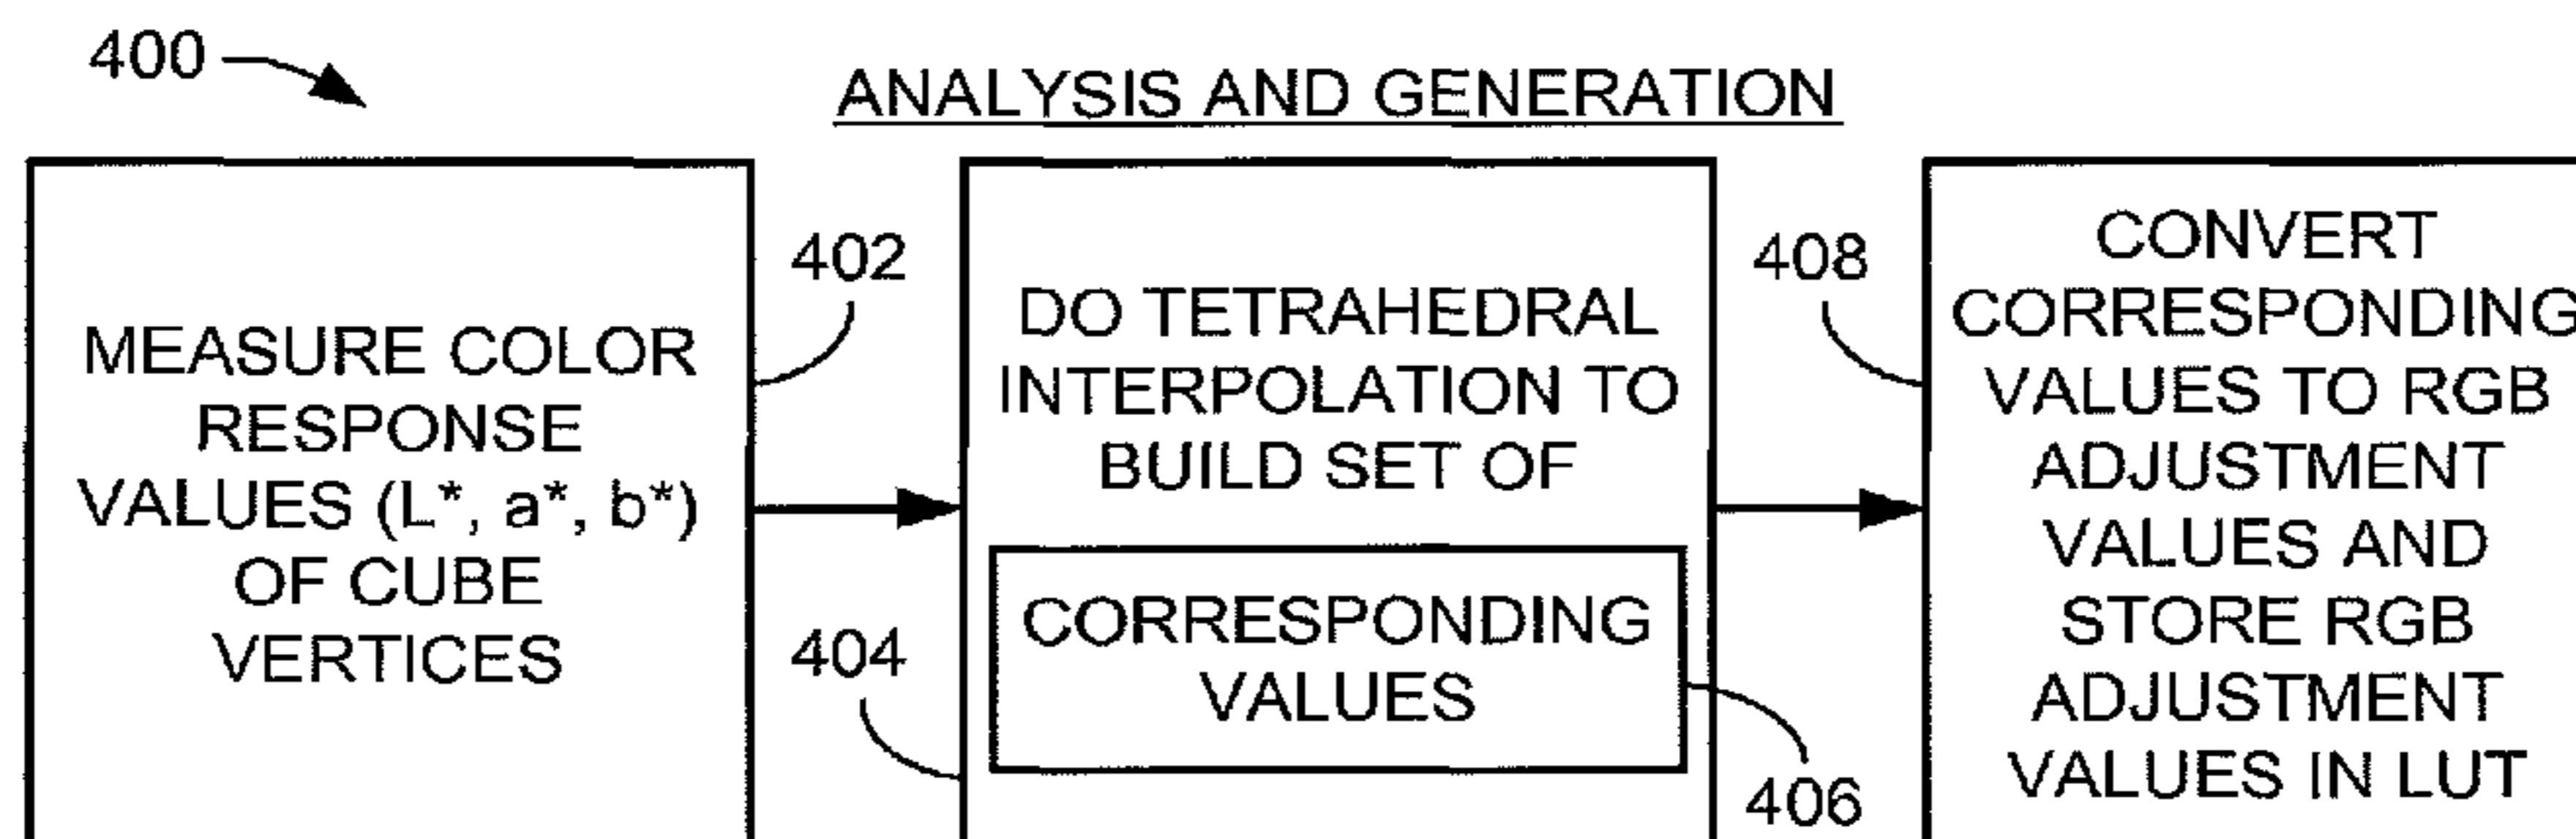 400
ANALYSIS AND GENERATION
MEASURE COLOR
RESPONSE
VALUES (L*, a*, b*)
OF CUBE
VERTICES
402
DO TETRAHEDRAL
INTERPOLATION TO
BUILD SET OF
CORRESPONDING
VALUES
404
406
408
CONVERT
CORRESPONDING
VALUES TO RGB
ADJUSTMENT
VALUES AND
STORE RGB
ADJUSTMENT
VALUES IN LUT